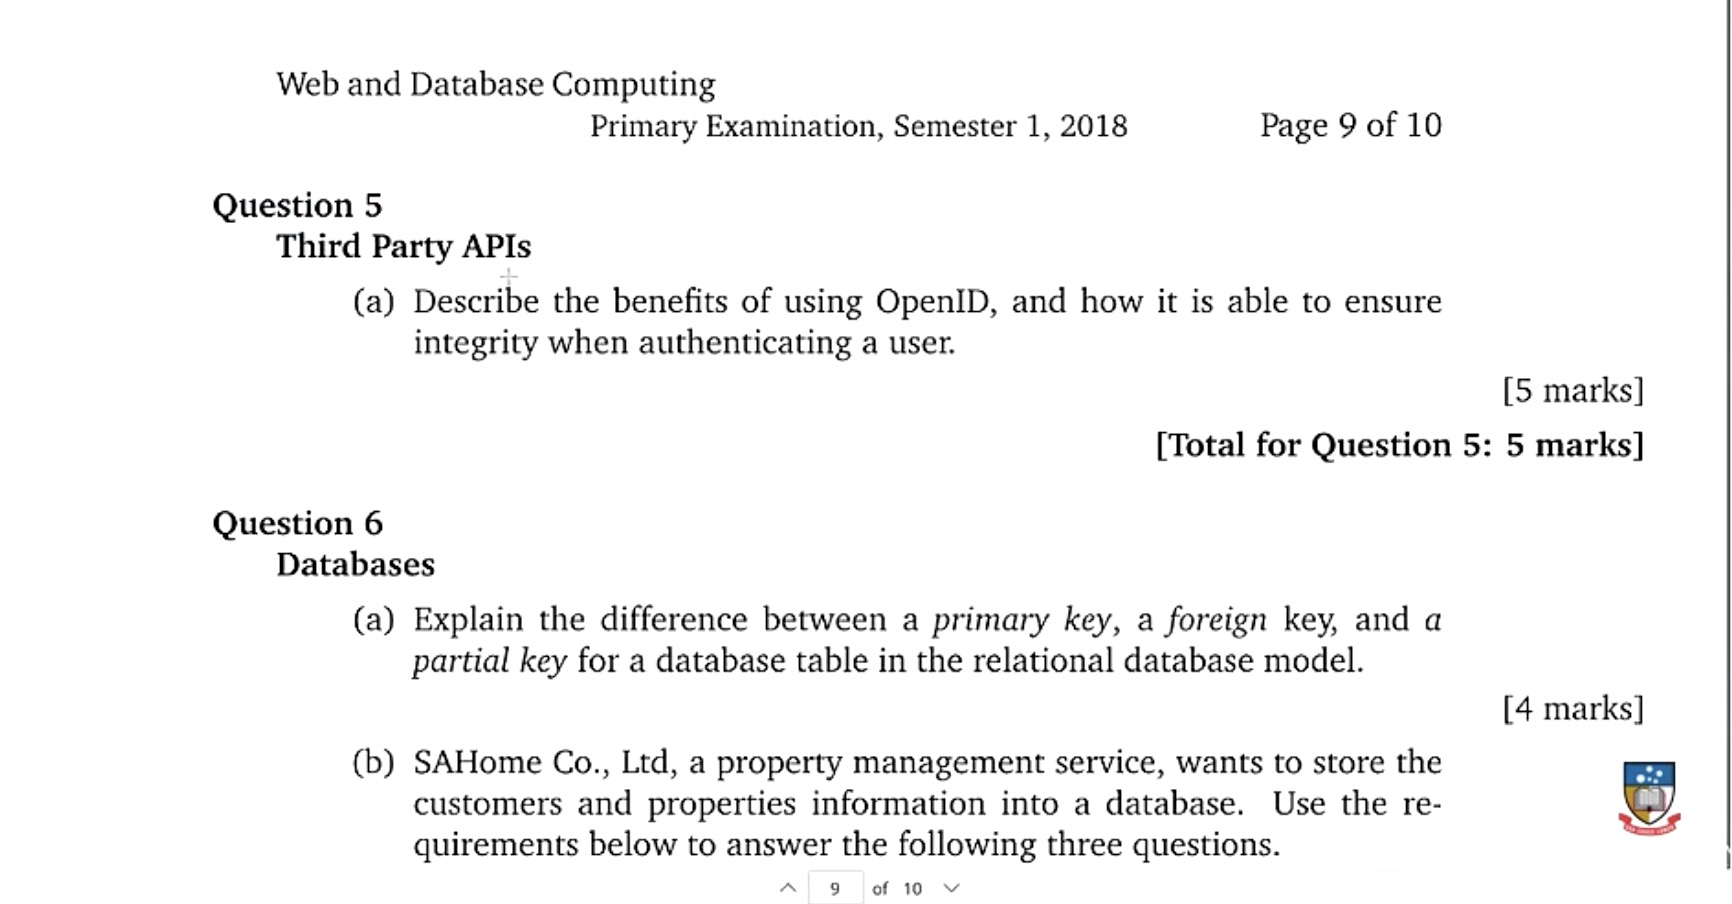 Web and Database Computing
Primary Examination, Semester 1, 2018 Page 9 of 10
Question 5
Third Party APIs
(a) Describe the benefits of using OpenID, and how it is able to ensure
integrity when authenticating a user.
[5 marks]
[Total for Question 5: 5 marks]
Question 6
Databases
(a) Explain the difference between a primary key, a foreign key, and a
partial key for a database table in the relational database model.
[4 marks]
(b) SAHome Co., Ltd, a property management service, wants to store the
customers and properties information into a database. Use the re-
quirements below to answer the following three questions.
9 of 10